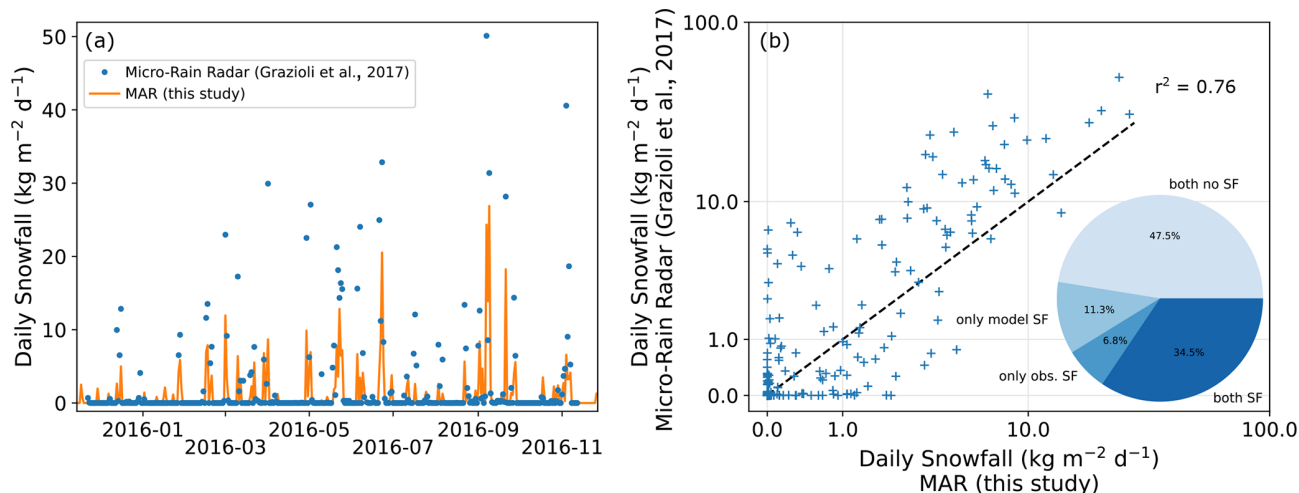 (a)
Micro-Rain Radar (Grazioli et al., 2017)
MAR (this study)
Daily Snowfall (kg m⁻² d⁻¹)
50
40
30
20
10
0
2016-01
2016-03
2016-05
2016-07
2016-09
2016-11
(b)
r² = 0.76
Daily Snowfall (kg m⁻² d⁻¹)
Micro-Rain Radar (Grazioli et al., 2017)
100.0
10.0
1.0
0.0
both no SF
47.5%
only model SF
11.3%
only obs. SF
6.8%
34.5%
both SF
0.0
1.0
10.0
100.0
Daily Snowfall (kg m⁻² d⁻¹)
MAR (this study)